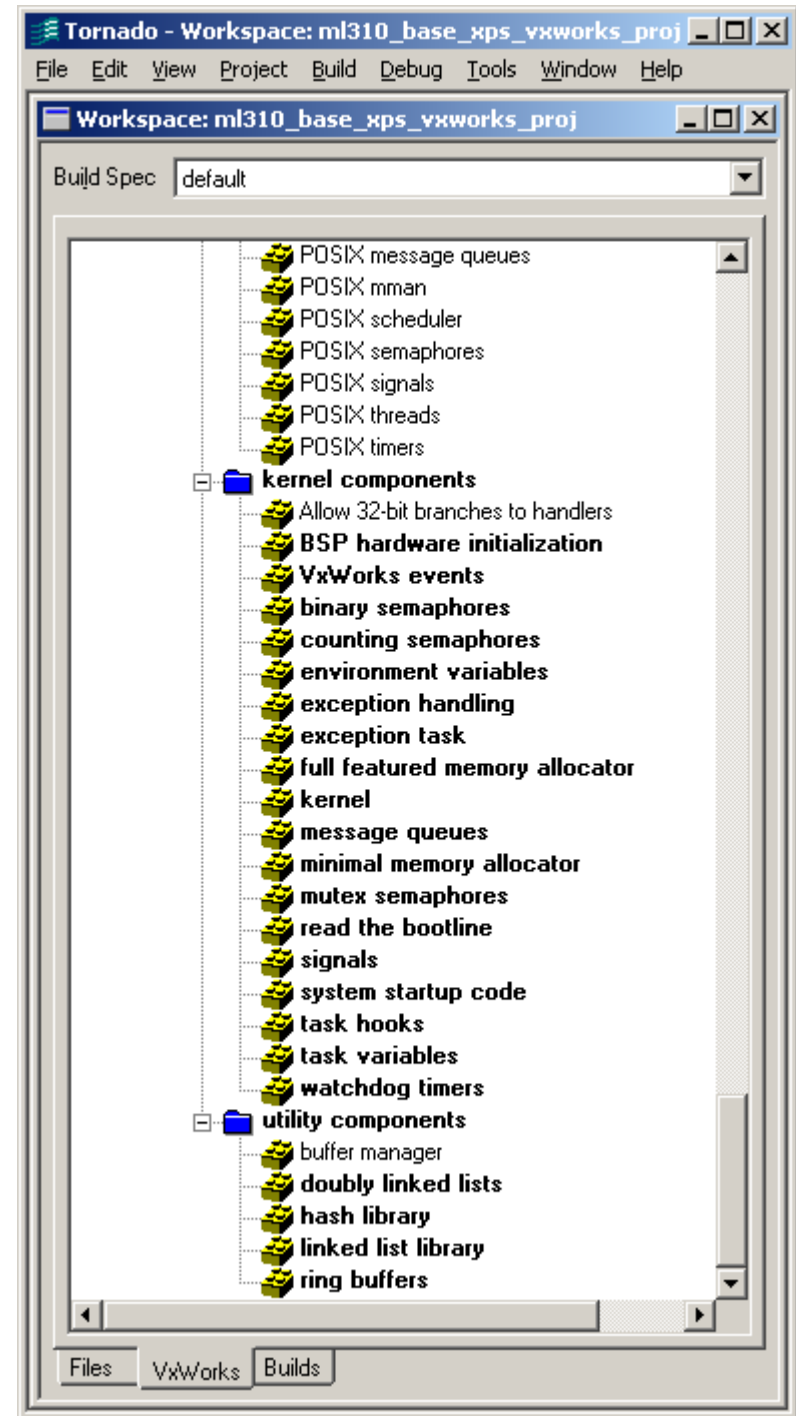 Tornado - Workspace: ml310_base_xps_vxworks_proj
File Edit View Project Build Debug Tools Window Help
Workspace: ml310_base_xps_vxworks_proj
Build Spec default
POSIX message queues
POSIX mman
POSIX scheduler
POSIX semaphores
POSIX signals
POSIX threads
POSIX timers
kernel components
Allow 32-bit branches to handlers
BSP hardware initialization
VxWorks events
binary semaphores
counting semaphores
environment variables
exception handling
exception task
full featured memory allocator
kernel
message queues
minimal memory allocator
mutex semaphores
read the bootline
signals
system startup code
task hooks
task variables
watchdog timers
utility components
buffer manager
doubly linked lists
hash library
linked list library
ring buffers
Files VxWorks Builds